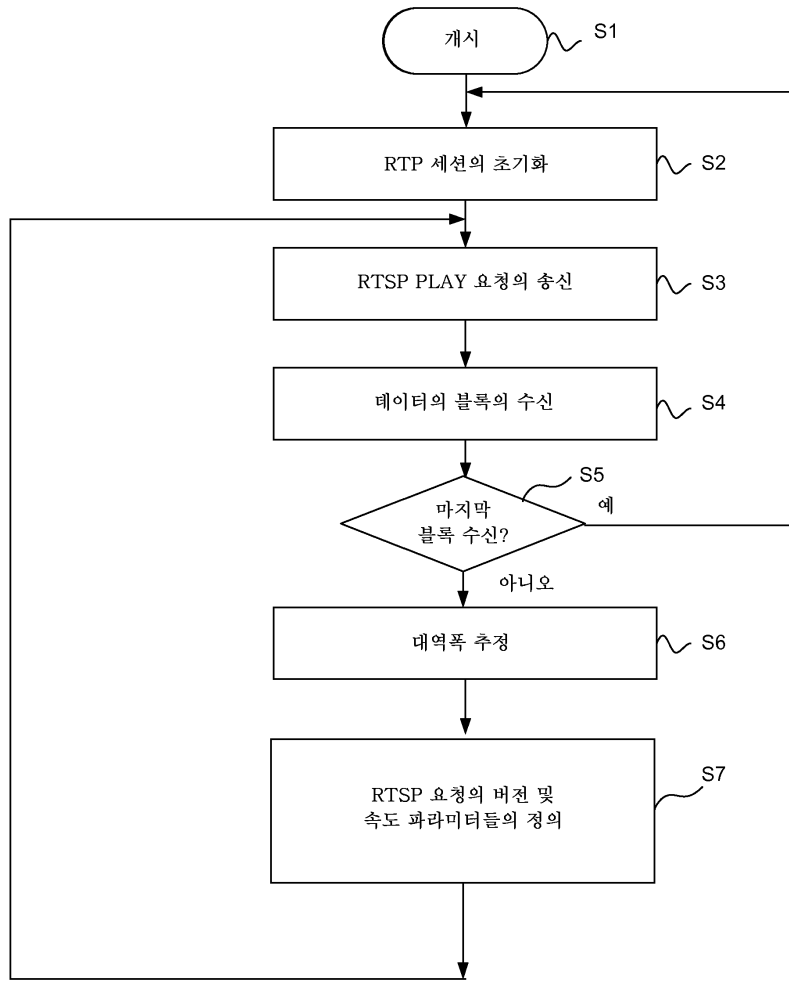 개시
S1
RTP 세션의 초기화
S2
RTSP PLAY 요청의 송신
S3
데이터의 블록의 수신
S4
S5
마지막
블록 수신?
예
아니오
대역폭 추정
S6
RTSP 요청의 버전 및
속도 파라미터들의 정의
S7